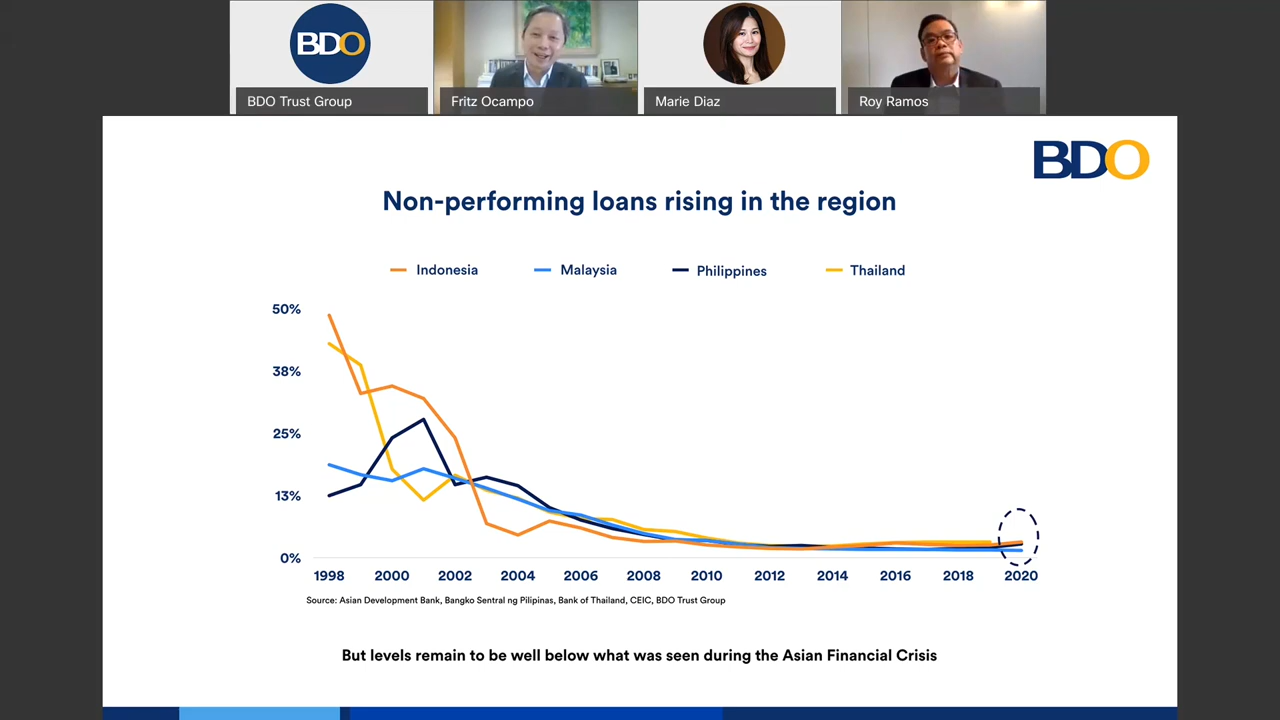 BDO
BDO Trust Group
Fritz Ocampo
Marie Diaz
Roy Ramos
BDO
Non-performing loans rising in the region
Indonesia Malaysia Philippines Thailand
50%
38%
25%
13%
0%
1998 2000 2002 2004 2006 2008 2010 2012 2014 2016 2018 2020
Source: Asian Development Bank, Bangko Sentral ng Pilipinas, Bank of Thailand, CEIC, BDO Trust Group
But levels remain to be well below what was seen during the Asian Financial Crisis